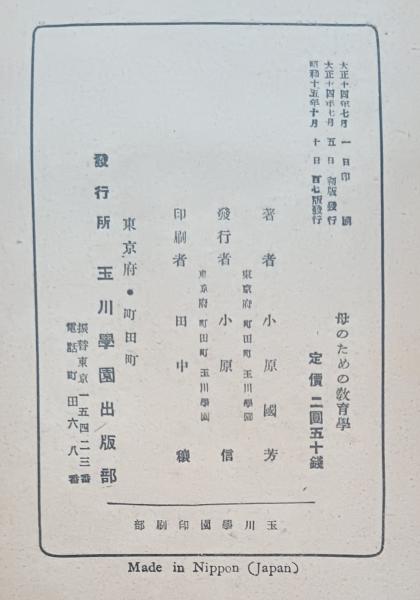 大正十四年七月 一 日印 刷
大正十四年七月 五 日 初版 發行
昭和十五年十月 十 日 百七版發行
母のための敎育學
定價 二圓五十錢
著者 小原國芳
東京府 町田町 玉川學園
發行者 小原信
東京府 町田町 玉川學園
印刷者 田中穰
東京府・町田町
發行所 玉川學園出版部
振替東京一五四二三番
電話町田六八番
玉川學園印刷部
Made in Nippon (Japan)